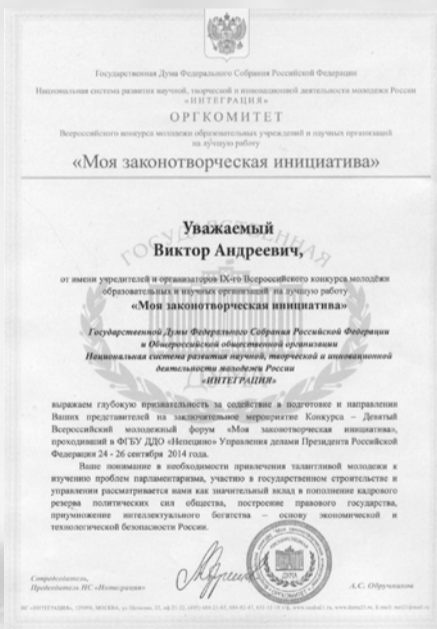 Государственная Дума Федерального Собрания Российской Федерации
Национальная система развития научной, творческой и инновационной деятельности молодежи России
«ИНТЕГРАЦИЯ»
ОРГКОМИТЕТ
Всероссийского конкурса молодежи образовательных учреждений и научных организаций
на лучшую работу
«Моя законотворческая инициатива»
ГОСУДАРСТВЕННАЯ
Уважаемый
Виктор Андреевич,
от имени учредителей и организаторов IX-го Всероссийского конкурса молодёжи
образовательных и научных организаций на лучшую работу
«Моя законотворческая инициатива»
Государственной Думы Федерального Собрания Российской Федерации
и Общероссийской общественной организации
Национальная система развития научной, творческой и инновационной
деятельности молодежи России
«ИНТЕГРАЦИЯ»
выражаем глубокую признательность за содействие в подготовке и направлении
Ваших представителей на заключительное мероприятие Конкурса – Девятый
Всероссийский молодежный форум «Моя законотворческая инициатива»,
проходивший в ФГБУ ДДО «Непецино» Управления делами Президента Российской
Федерации 24 - 26 сентября 2014 года.
Ваше понимание в необходимости привлечения талантливой молодежи к
изучению проблем парламентаризма, участию в государственном строительстве и
управлении рассматривается нами как значительный вклад в пополнение кадрового
резерва политических сил общества, построение правового государства,
приумножение интеллектуального богатства – основу экономической и
технологической безопасности России.
Сопредседатель,
Председатель НС «Интеграция»
А.С. Обручников
НС «ИНТЕГРАЦИЯ», МОСКВА,